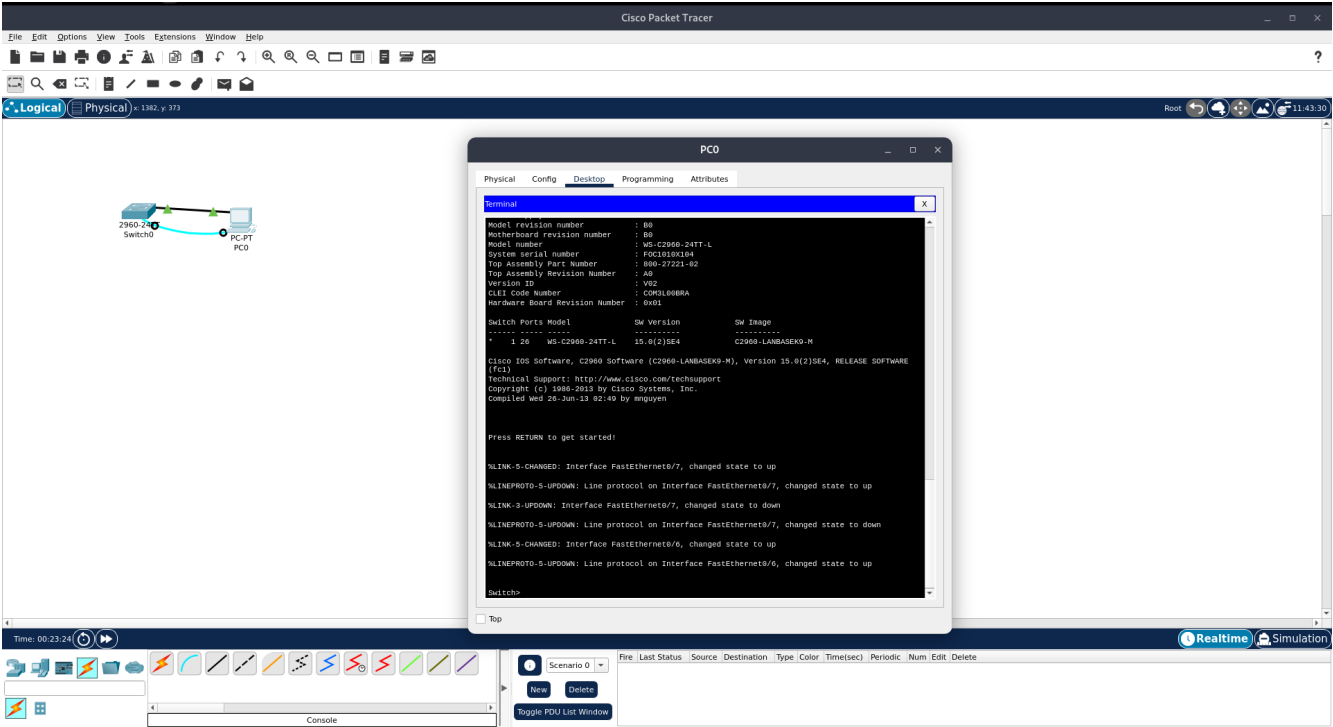 Cisco Packet Tracer
File Edit Options View Tools Extensions Window Help
?
Logical Physical x: 1382, y: 373
Root 11:43:30
2960-24TT
Switch0
PC-PT
PC0
PC0
Physical Config Desktop Programming Attributes
Terminal X
Model revision number : B0
Motherboard revision number : B0
Model number : WS-C2960-24TT-L
System serial number : FOC1010X104
Top Assembly Part Number : 800-27221-02
Top Assembly Revision Number : A0
Version ID : V02
CLEI Code Number : COM3L00BRA
Hardware Board Revision Number : 0x01
Switch Ports Model SW Version SW Image
------ ----- ----- ---------- ----------
* 1 26 WS-C2960-24TT-L 15.0(2)SE4 C2960-LANBASEK9-M
Cisco IOS Software, C2960 Software (C2960-LANBASEK9-M), Version 15.0(2)SE4, RELEASE SOFTWARE
(fc1)
Technical Support: http://www.cisco.com/techsupport
Copyright (c) 1986-2013 by Cisco Systems, Inc.
Compiled Wed 26-Jun-13 02:49 by mnguyen
Press RETURN to get started!
%LINK-5-CHANGED: Interface FastEthernet0/7, changed state to up
%LINEPROTO-5-UPDOWN: Line protocol on Interface FastEthernet0/7, changed state to up
%LINK-3-UPDOWN: Interface FastEthernet0/7, changed state to down
%LINEPROTO-5-UPDOWN: Line protocol on Interface FastEthernet0/7, changed state to down
%LINK-5-CHANGED: Interface FastEthernet0/6, changed state to up
%LINEPROTO-5-UPDOWN: Line protocol on Interface FastEthernet0/6, changed state to up
Switch>
Top
Time: 00:23:24
Realtime Simulation
Scenario 0
Fire Last Status Source Destination Type Color Time(sec) Periodic Num Edit Delete
New Delete
Toggle PDU List Window
Console